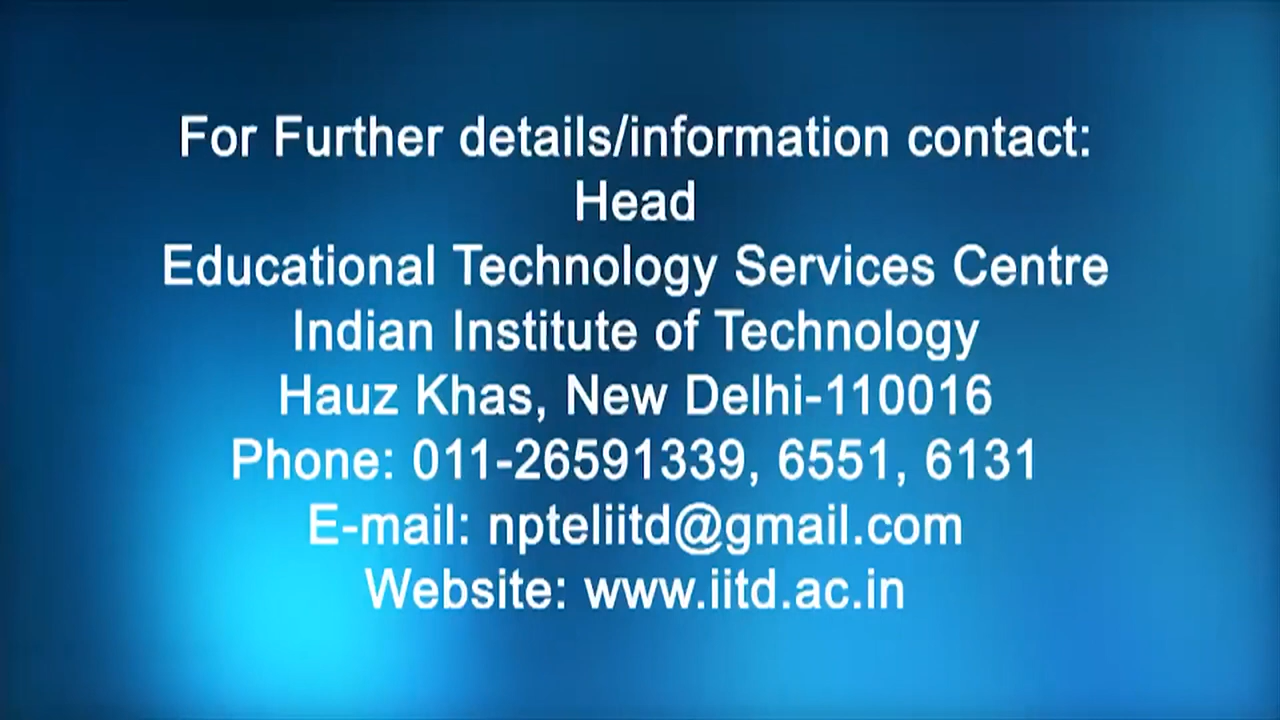 For Further details/information contact:
Head
Educational Technology Services Centre
Indian Institute of Technology
Hauz Khas, New Delhi-110016
Phone: 011-26591339, 6551, 6131
E-mail: npteliitd@gmail.com
Website: www.iitd.ac.in